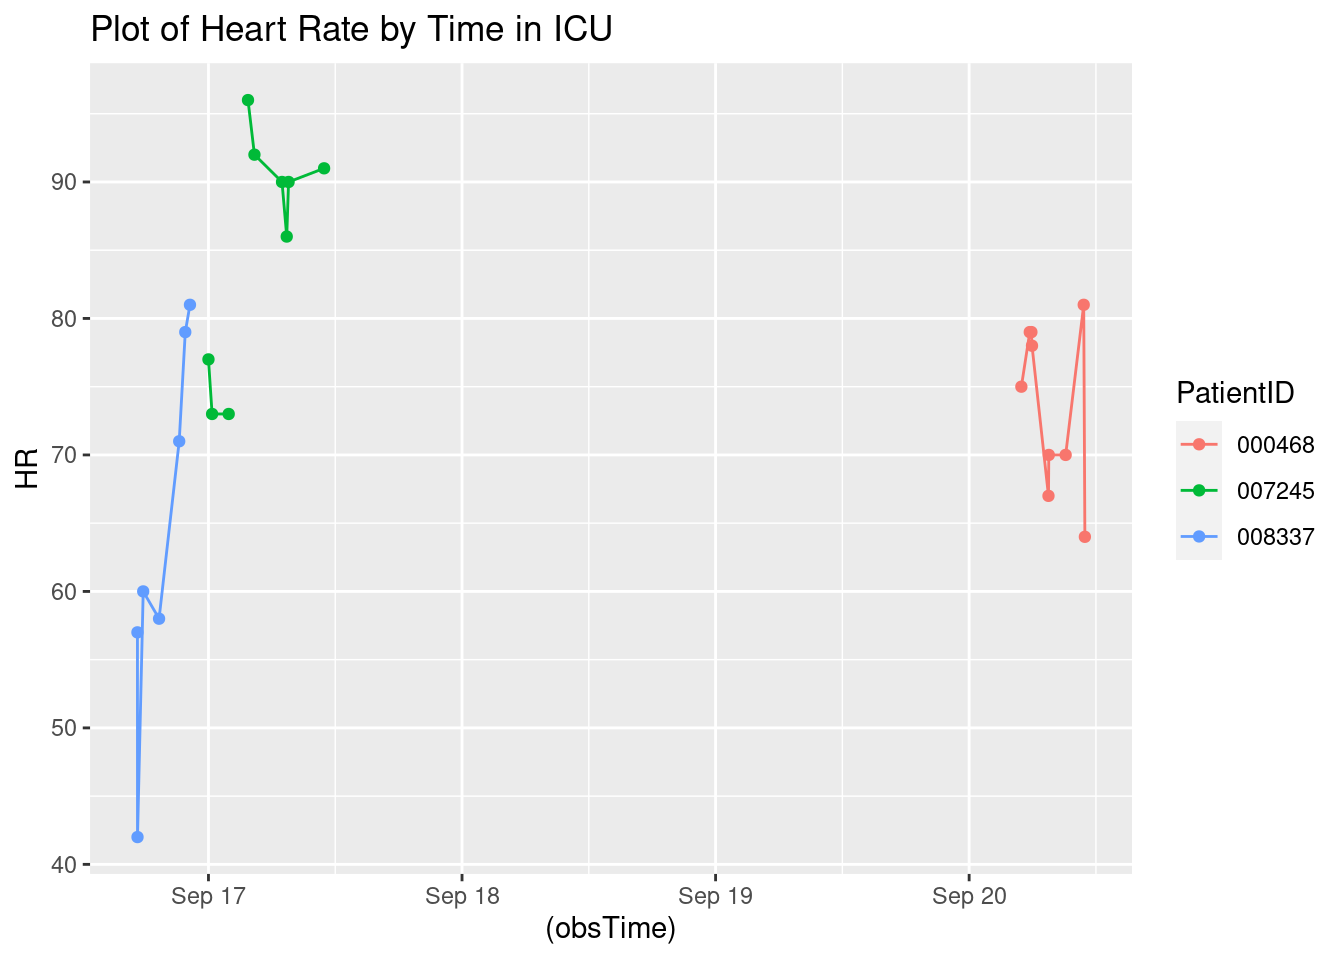 Plot of Heart Rate by Time in ICU
HR
90
80
70
60
50
40
Sep 17
Sep 18
Sep 19
Sep 20
(obsTime)
PatientID
000468
007245
008337